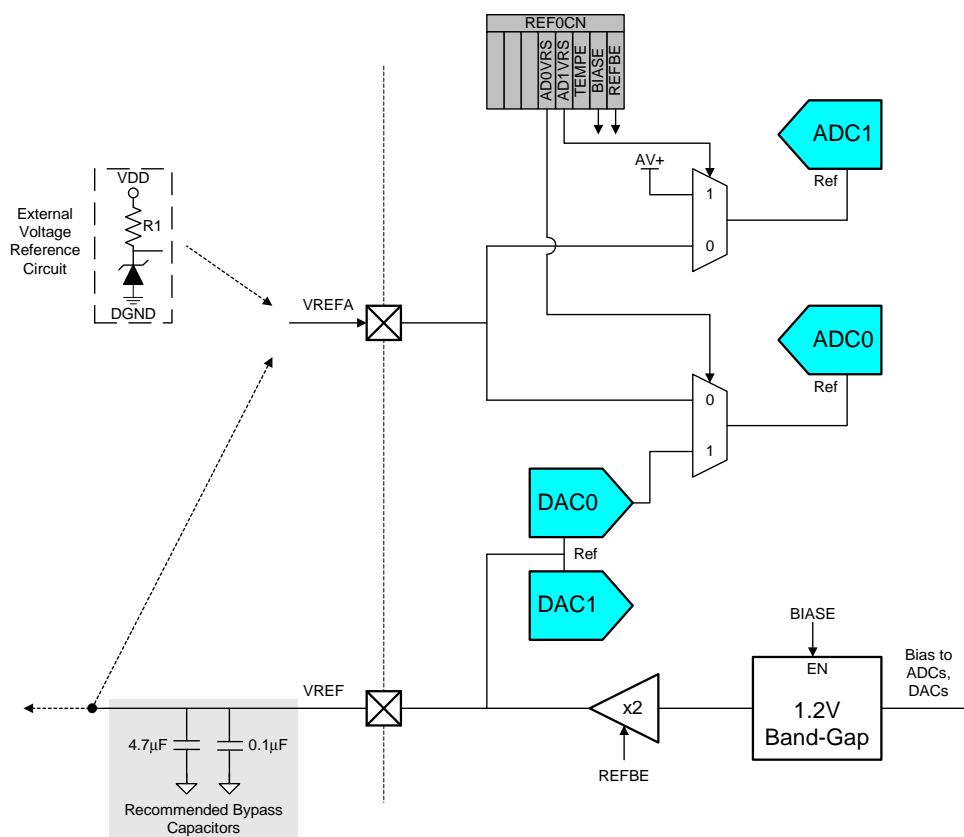 REF0CN
AD0VRS
AD1VRS
TEMPE
BIASE
REFBE
ADC1
Ref
AV+
1
0
VDD
R1
DGND
External
Voltage
Reference
Circuit
VREFA
ADC0
Ref
0
1
DAC0
Ref
DAC1
BIASE
EN
1.2V
Band-Gap
Bias to
ADCs,
DACs
x2
REFBE
VREF
4.7µF
0.1µF
Recommended Bypass
Capacitors